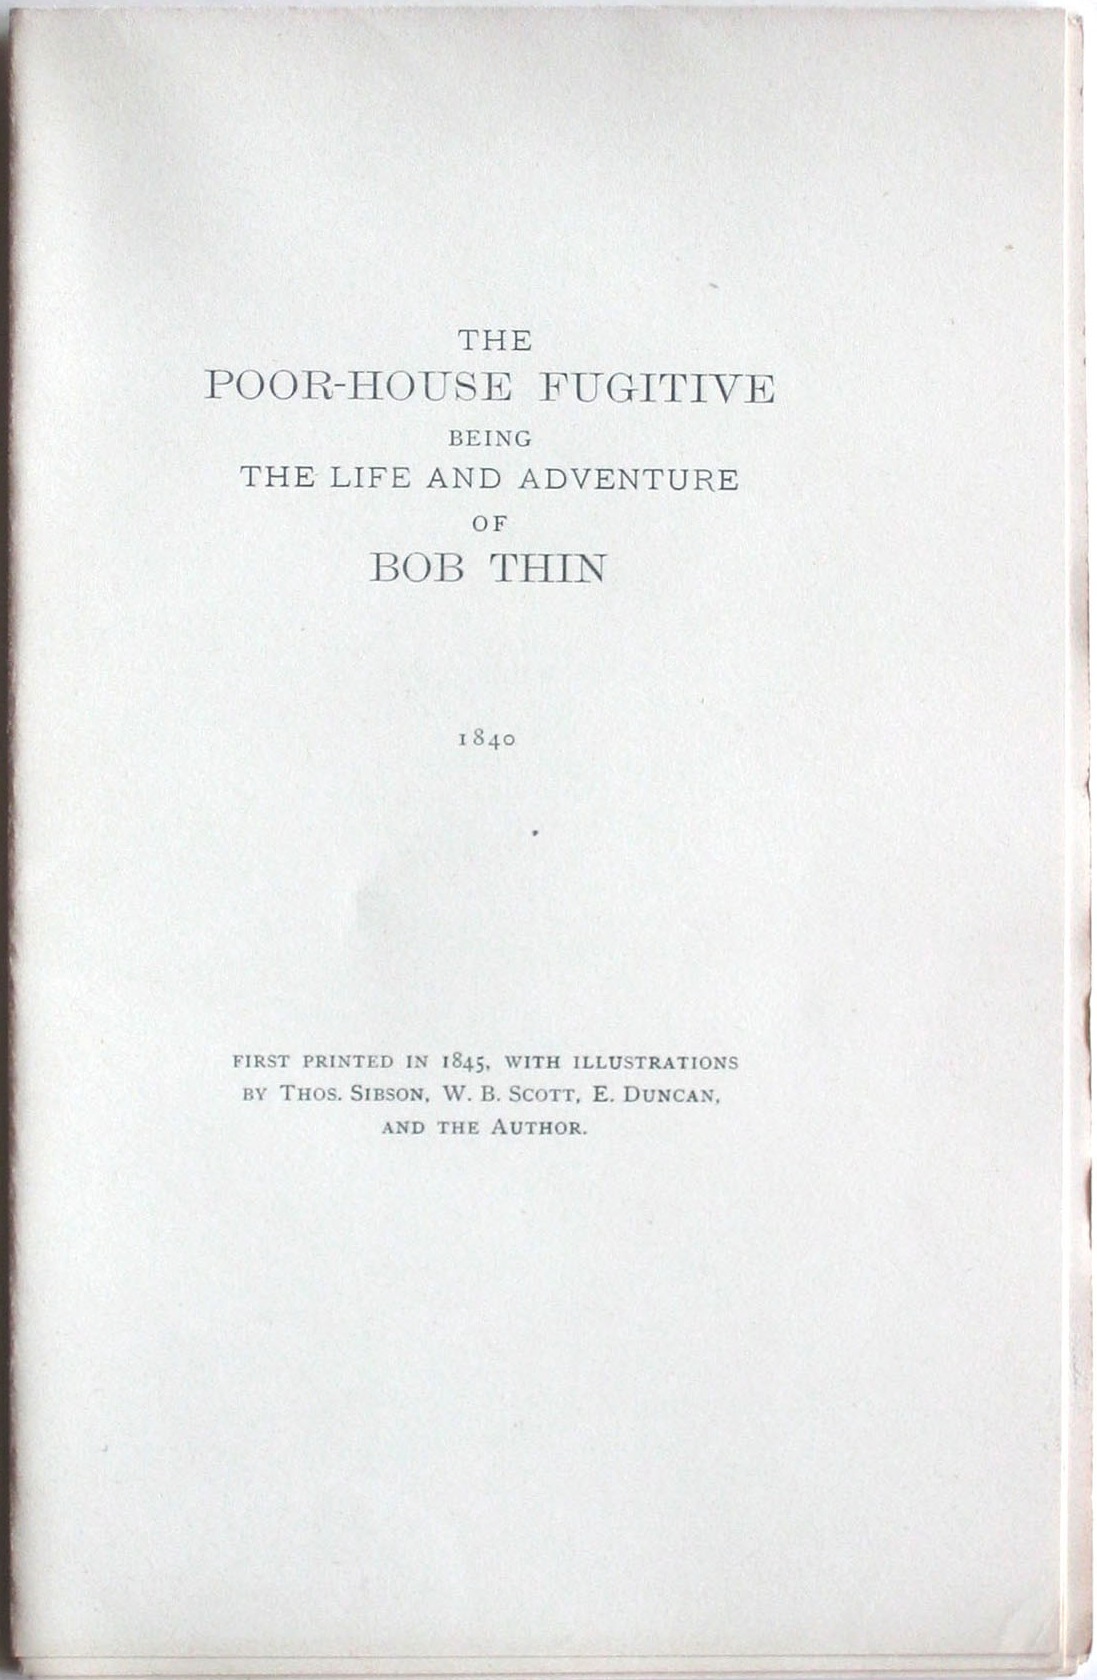 THE
POOR-HOUSE FUGITIVE
BEING
THE LIFE AND ADVENTURE
OF
BOB THIN
1840
FIRST PRINTED IN 1845, WITH ILLUSTRATIONS
BY THOS. SIBSON, W. B. SCOTT, E. DUNCAN,
AND THE AUTHOR.